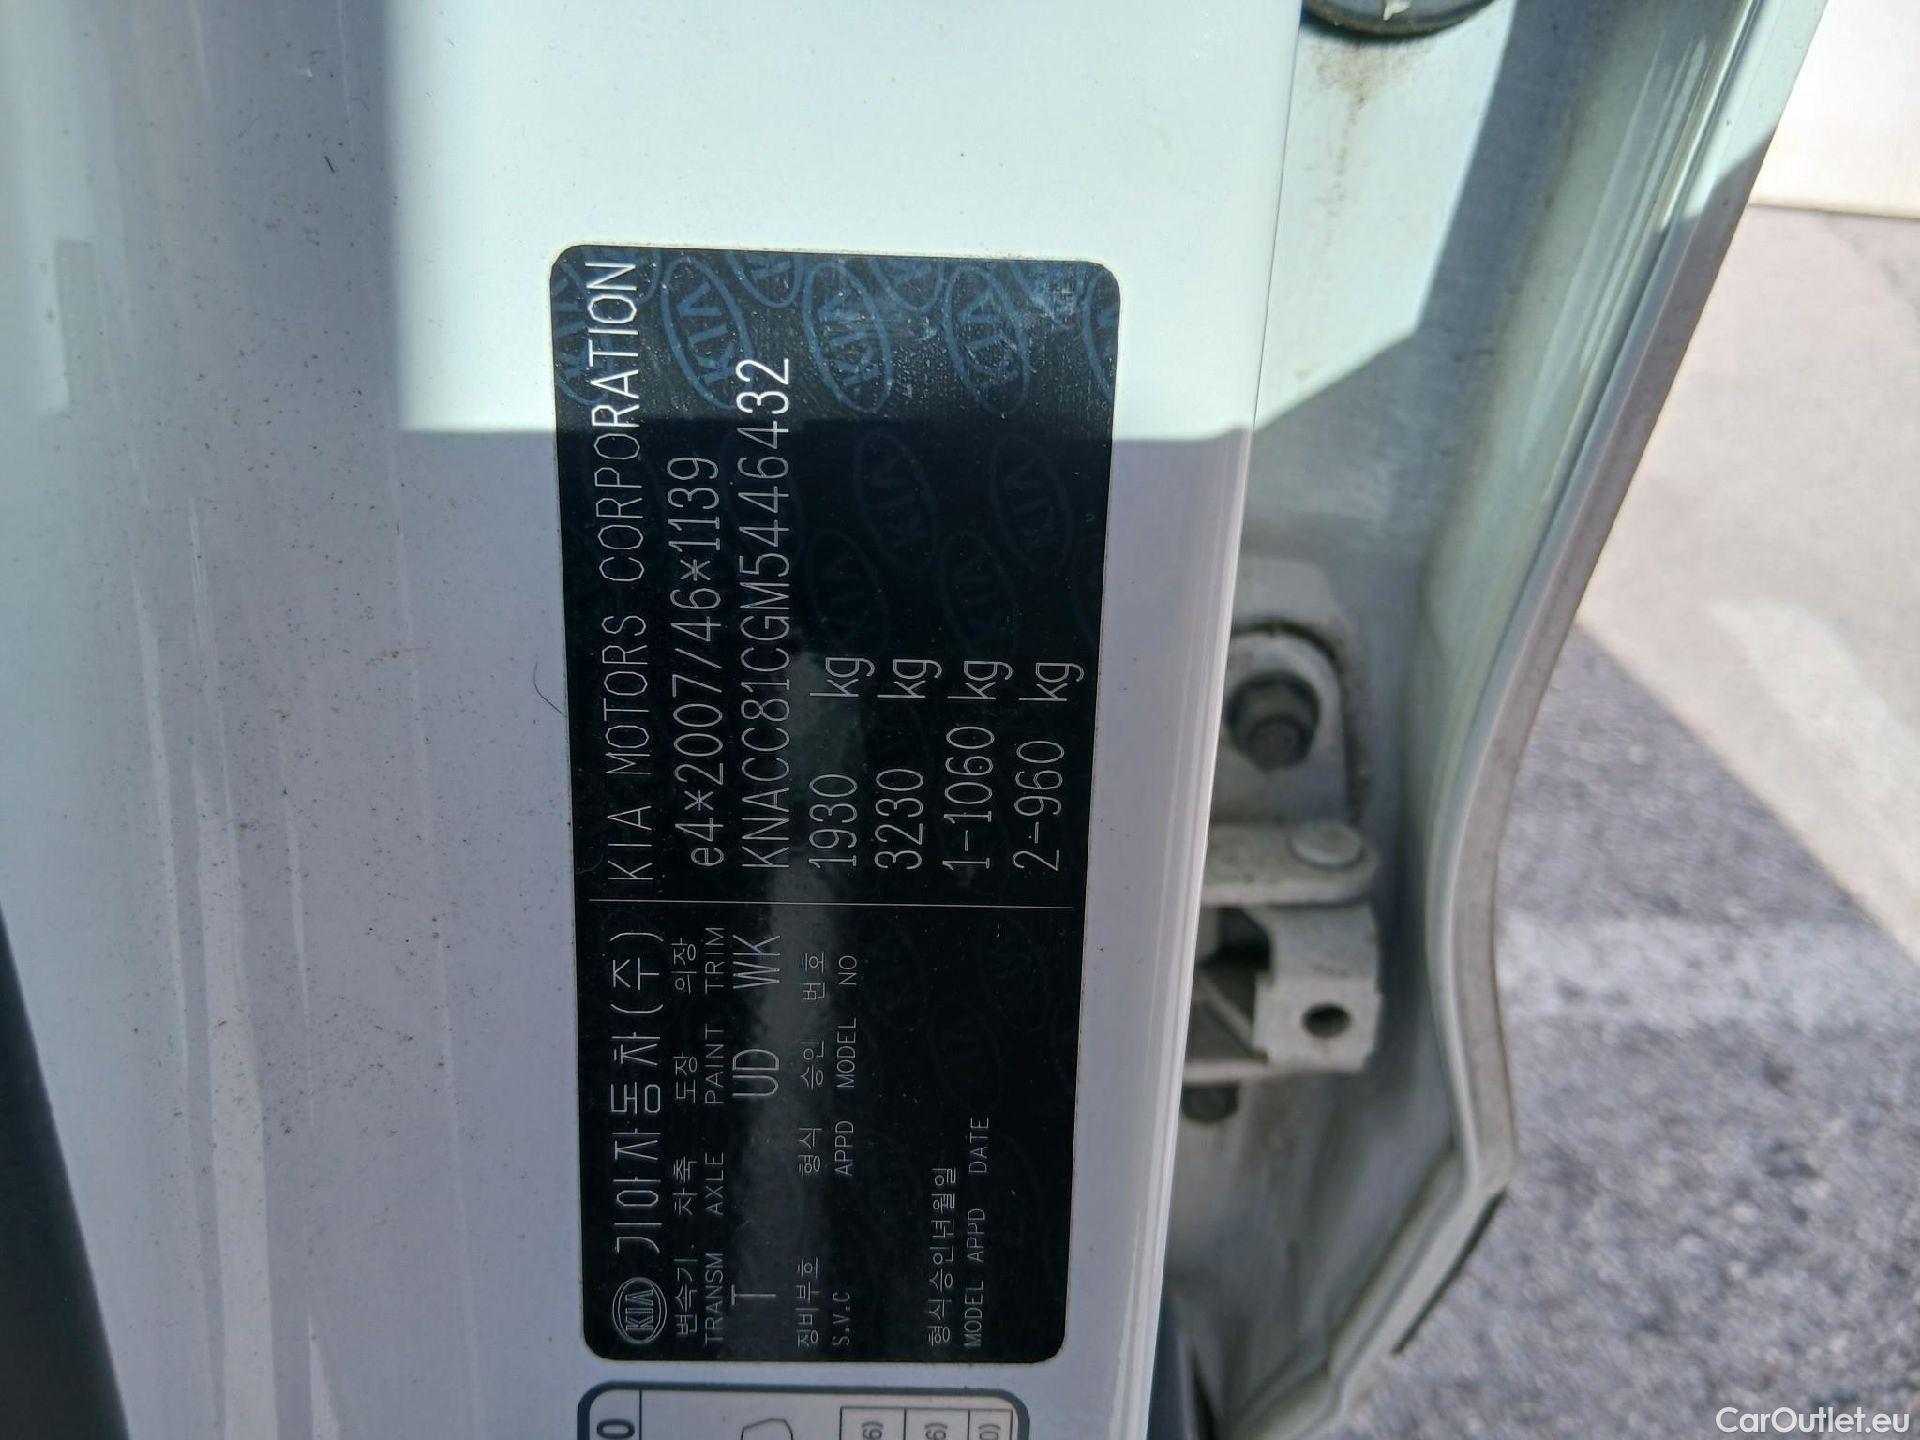 KIA 기아자동차(주) KIA MOTORS CORPORATION
변속기 차축 도장 의장
TRANSM AXLE PAINT TRIM
T UD WK
e4*2007/46*1139
KNACC81CGM5446432
1930 kg
3230 kg
1-1060 kg
2-960 kg
정비부호 형식 승인 번호
S.V.C APPD MODEL NO
형식승인년월일
MODEL APPD DATE
CarOutlet.eu